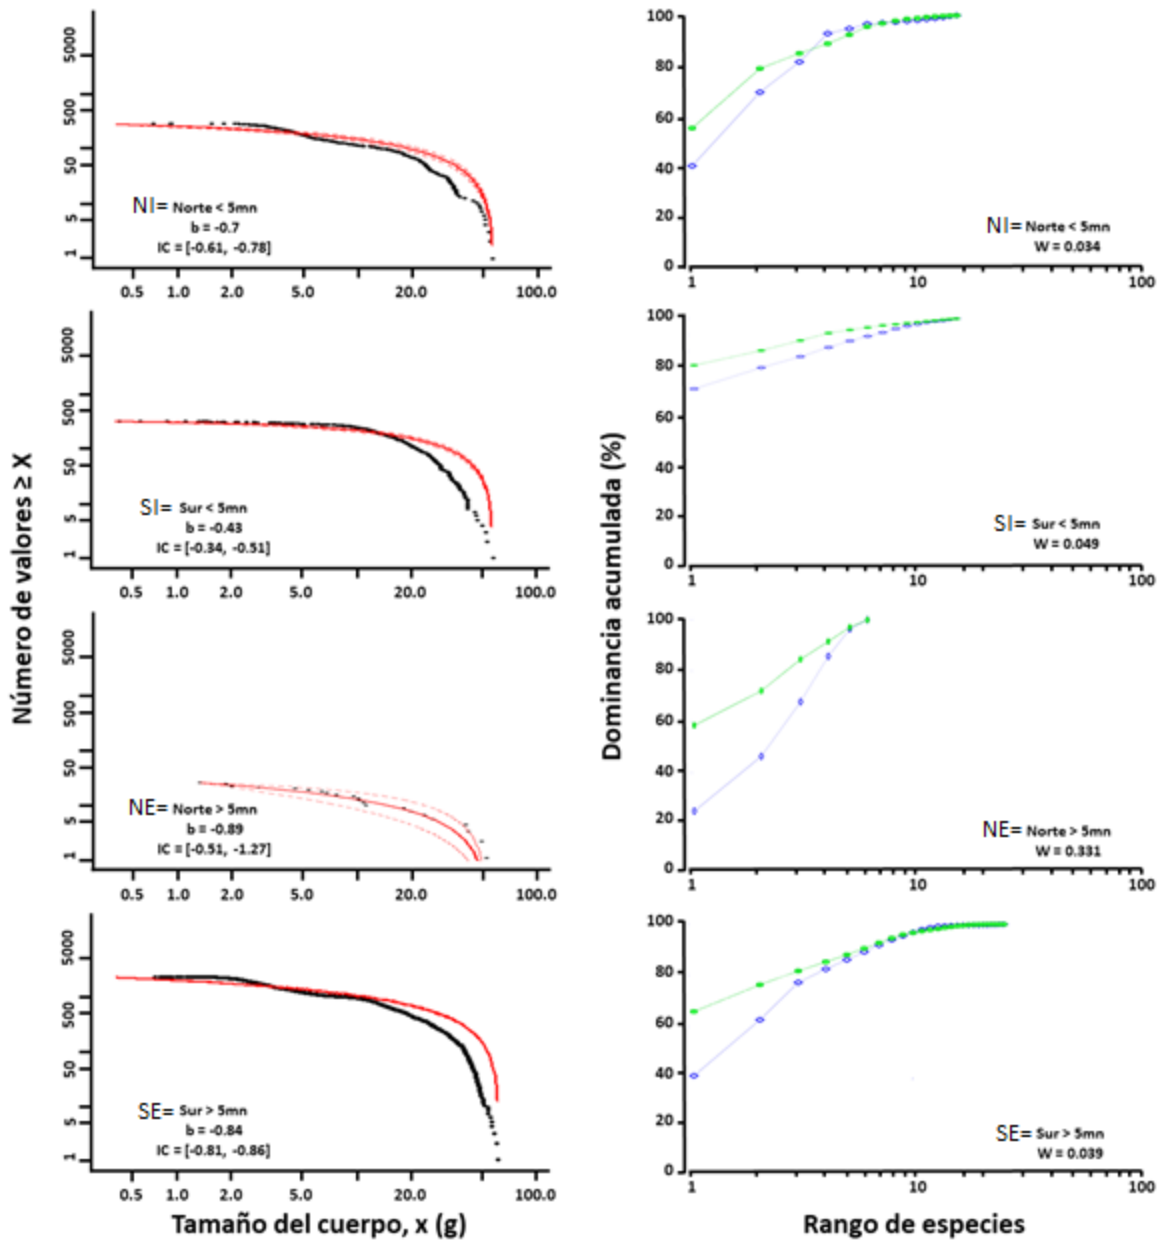 Número de valores ≥ X
5000
500
50
5
1
NI= Norte < 5mn
b = -0.7
IC = [-0.61, -0.78]
0.5 1.0 2.0 5.0 20.0 100.0
5000
500
50
5
1
SI= Sur < 5mn
b = -0.43
IC = [-0.34, -0.51]
0.5 1.0 2.0 5.0 20.0 100.0
5000
500
50
5
1
NE= Norte > 5mn
b = -0.89
IC = [-0.51, -1.27]
0.5 1.0 2.0 5.0 20.0 100.0
5000
500
50
5
1
SE= Sur > 5mn
b = -0.84
IC = [-0.81, -0.86]
0.5 1.0 2.0 5.0 20.0 100.0
Tamaño del cuerpo, x (g)
Dominancia acumulada (%)
100
80
60
40
20
0
NI= Norte < 5mn
W = 0.034
1 10 100
100
80
60
40
20
0
SI= Sur < 5mn
W = 0.049
1 10 100
100
80
60
40
20
0
NE= Norte > 5mn
W = 0.331
1 10 100
100
80
60
40
20
0
SE= Sur > 5mn
W = 0.039
1 10 100
Rango de especies